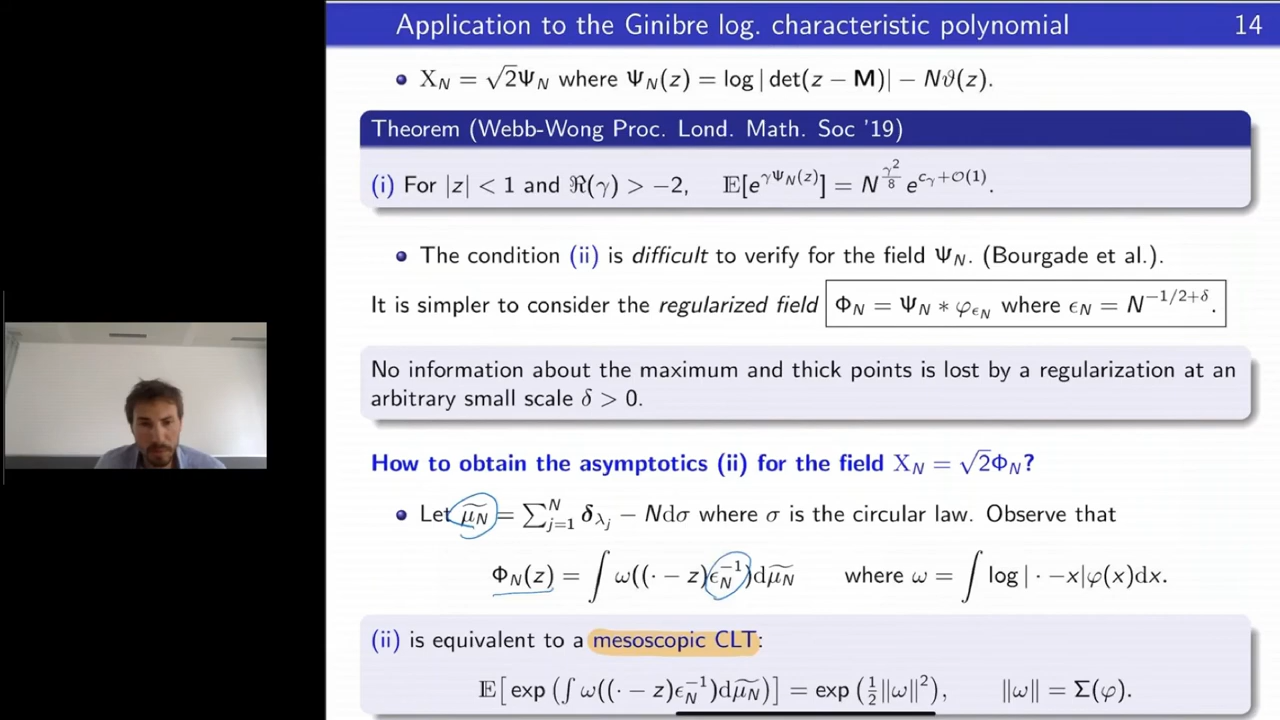 Application to the Ginibre log. characteristic polynomial 14
• X_N = √2Ψ_N where Ψ_N(z) = log | det(z − M)| − Nϑ(z).
Theorem (Webb-Wong Proc. Lond. Math. Soc '19)
(i) For |z| < 1 and ℜ(γ) > −2, 𝔼[e^{γΨ_N(z)}] = N^{γ²/8} e^{c_γ+𝒪(1)}.
• The condition (ii) is difficult to verify for the field Ψ_N. (Bourgade et al.).
It is simpler to consider the regularized field Φ_N = Ψ_N ∗ φ_{ϵ_N} where ϵ_N = N^{−1/2+δ}.
No information about the maximum and thick points is lost by a regularization at an
arbitrary small scale δ > 0.
How to obtain the asymptotics (ii) for the field X_N = √2Φ_N?
• Let μ̃_N = ∑_{j=1}^N δ_{λ_j} − Ndσ where σ is the circular law. Observe that
Φ_N(z) = ∫ ω((· − z)ϵ_N^{−1})dμ̃_N where ω = ∫ log | · −x|φ(x)dx.
(ii) is equivalent to a mesoscopic CLT:
𝔼[ exp (∫ ω((· − z)ϵ_N^{−1})dμ̃_N)] = exp (½‖ω‖²), ‖ω‖ = Σ(φ).